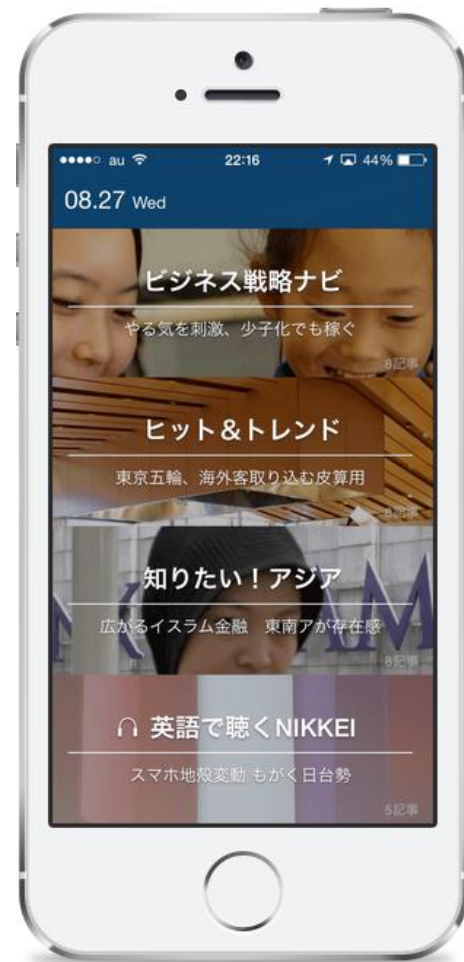 au 22:16 44%
08.27 Wed
ビジネス戦略ナビ
やる気を刺激、少子化でも稼ぐ
8記事
ヒット＆トレンド
東京五輪、海外客取り込む皮算用
8記事
知りたい！アジア
広がるイスラム金融 東南アが存在感
8記事
英語で聴くNIKKEI
スマホ地殻変動 もがく日台勢
5記事